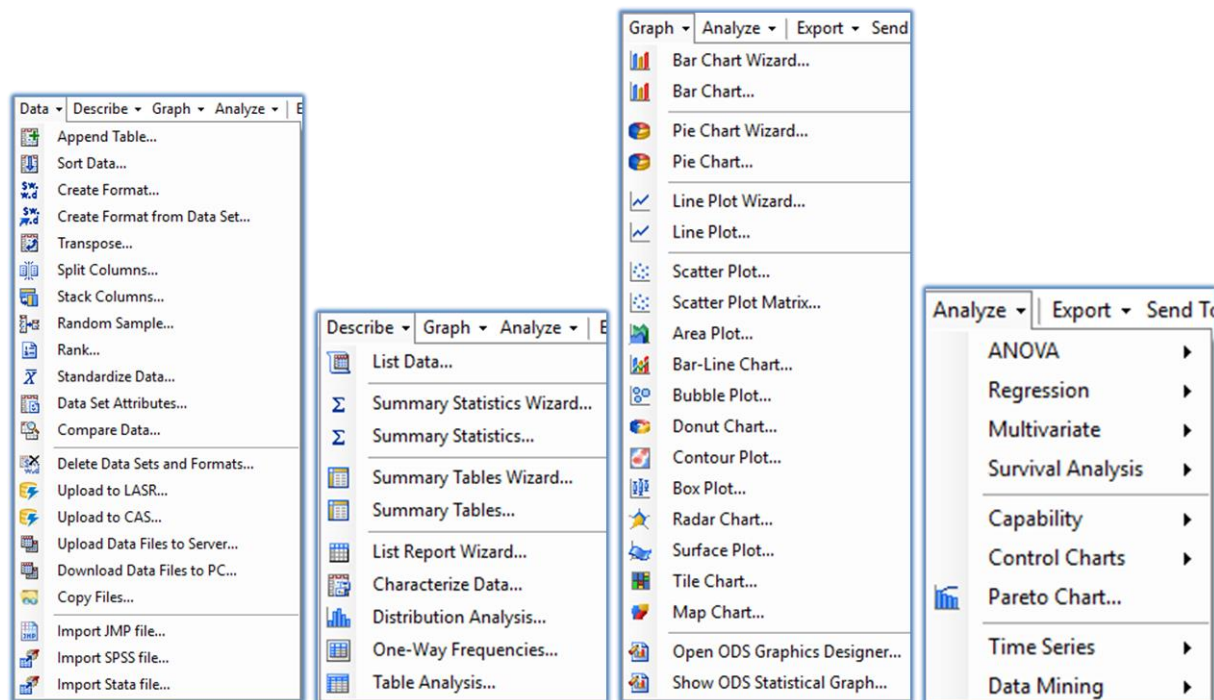 Data Describe Graph Analyze
Append Table...
Sort Data...
Create Format...
Create Format from Data Set...
Transpose...
Split Columns...
Stack Columns...
Random Sample...
Rank...
Standardize Data...
Data Set Attributes...
Compare Data...
Delete Data Sets and Formats...
Upload to LASR...
Upload to CAS...
Upload Data Files to Server...
Download Data Files to PC...
Copy Files...
Import JMP file...
Import SPSS file...
Import Stata file...
Describe Graph Analyze
List Data...
Summary Statistics Wizard...
Summary Statistics...
Summary Tables Wizard...
Summary Tables...
List Report Wizard...
Characterize Data...
Distribution Analysis...
One-Way Frequencies...
Table Analysis...
Graph Analyze Export Send
Bar Chart Wizard...
Bar Chart...
Pie Chart Wizard...
Pie Chart...
Line Plot Wizard...
Line Plot...
Scatter Plot...
Scatter Plot Matrix...
Area Plot...
Bar-Line Chart...
Bubble Plot...
Donut Chart...
Contour Plot...
Box Plot...
Radar Chart...
Surface Plot...
Tile Chart...
Map Chart...
Open ODS Graphics Designer...
Show ODS Statistical Graph...
Analyze Export Send To
ANOVA
Regression
Multivariate
Survival Analysis
Capability
Control Charts
Pareto Chart...
Time Series
Data Mining